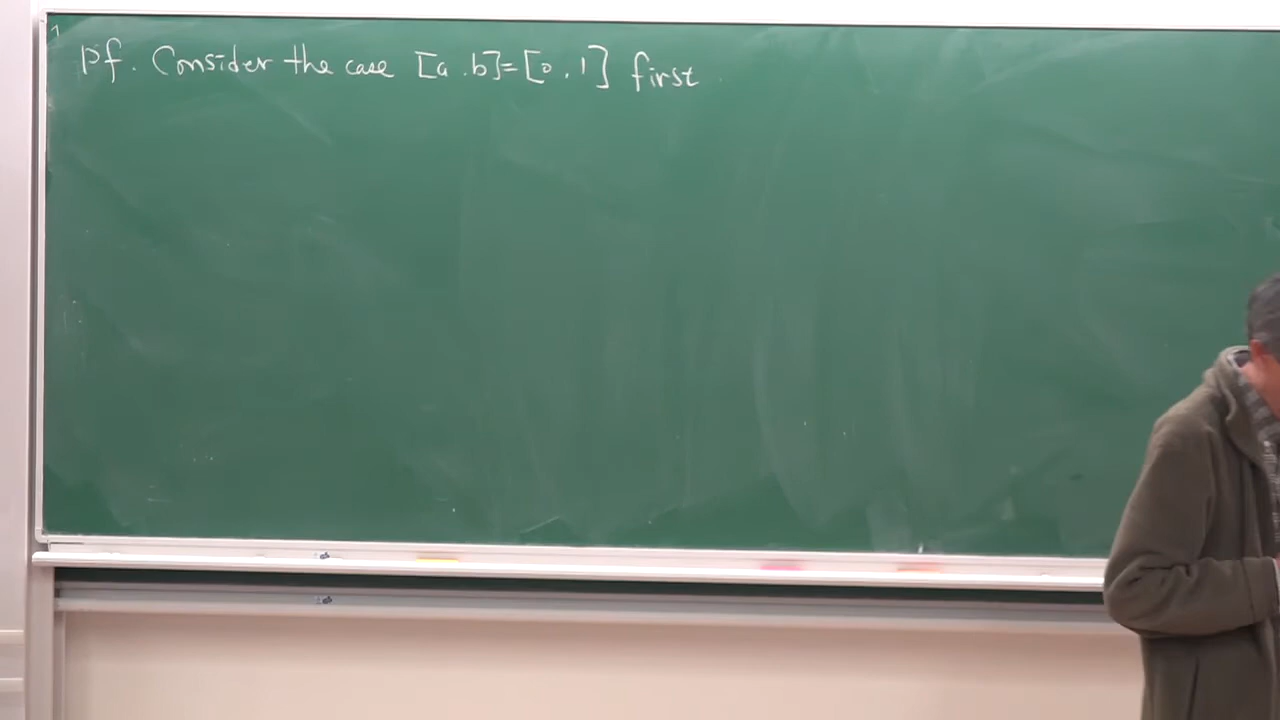 Pf. Consider the case [a.b]=[0,1] first